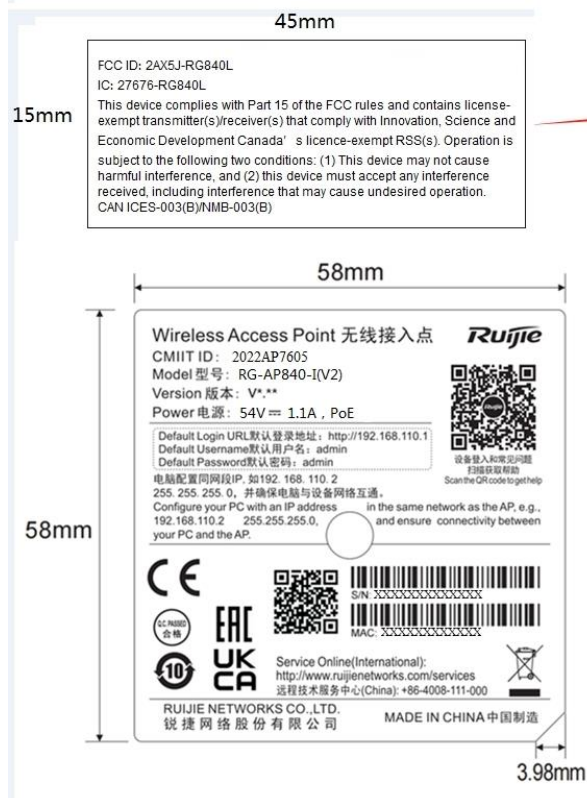 45mm
15mm
FCC ID: 2AX5J-RG840L
IC: 27676-RG840L
This device complies with Part 15 of the FCC rules and contains license-
exempt transmitter(s)/receiver(s) that comply with Innovation, Science and
Economic Development Canada’ s licence-exempt RSS(s). Operation is
subject to the following two conditions: (1) This device may not cause
harmful interference, and (2) this device must accept any interference
received, including interference that may cause undesired operation.
CAN ICES-003(B)/NMB-003(B)
58mm
58mm
Wireless Access Point 无线接入点
Ruijie
CMIIT ID: 2022AP7605
Model 型号: RG-AP840-I(V2)
Version 版本: V*.**
Power 电源: 54V⎓ 1.1A , PoE
Ruijie
设备登入和常见问题
扫描获取帮助
Scan the QR code to get help
Default Login URL默认登录地址: http://192.168.110.1
Default Username默认用户名: admin
Default Password默认密码: admin
电脑配置同网段IP, 如192. 168. 110. 2
255. 255. 255. 0, 并确保电脑与设备网络互通。
Configure your PC with an IP address in the same network as the AP, e.g.,
192.168.110.2 255.255.255.0, and ensure connectivity between
your PC and the AP.
CE
S/N: XXXXXXXXXXXXXXX
Q.C. PASSED
合格
EAC
MAC: XXXXXXXXXXXXXX
10
UK
CA
Service Online(International):
http://www.ruijienetworks.com/services
远程技术服务中心(China): +86-4008-111-000
RUIJIE NETWORKS CO.,LTD.
锐捷网络股份有限公司
MADE IN CHINA 中国制造
3.98mm